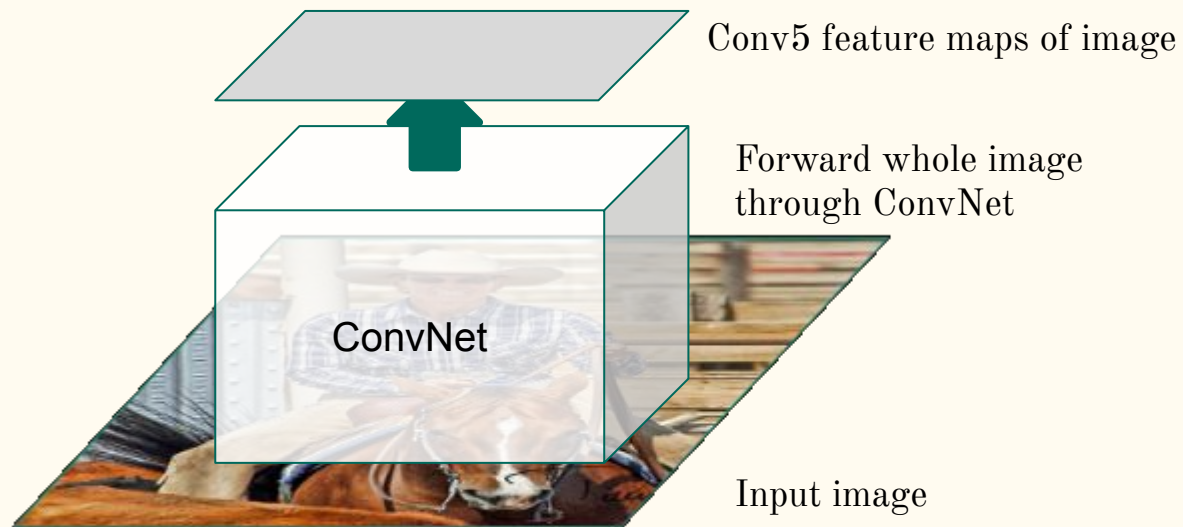 Conv5 feature maps of image
Forward whole image
through ConvNet
ConvNet
Input image